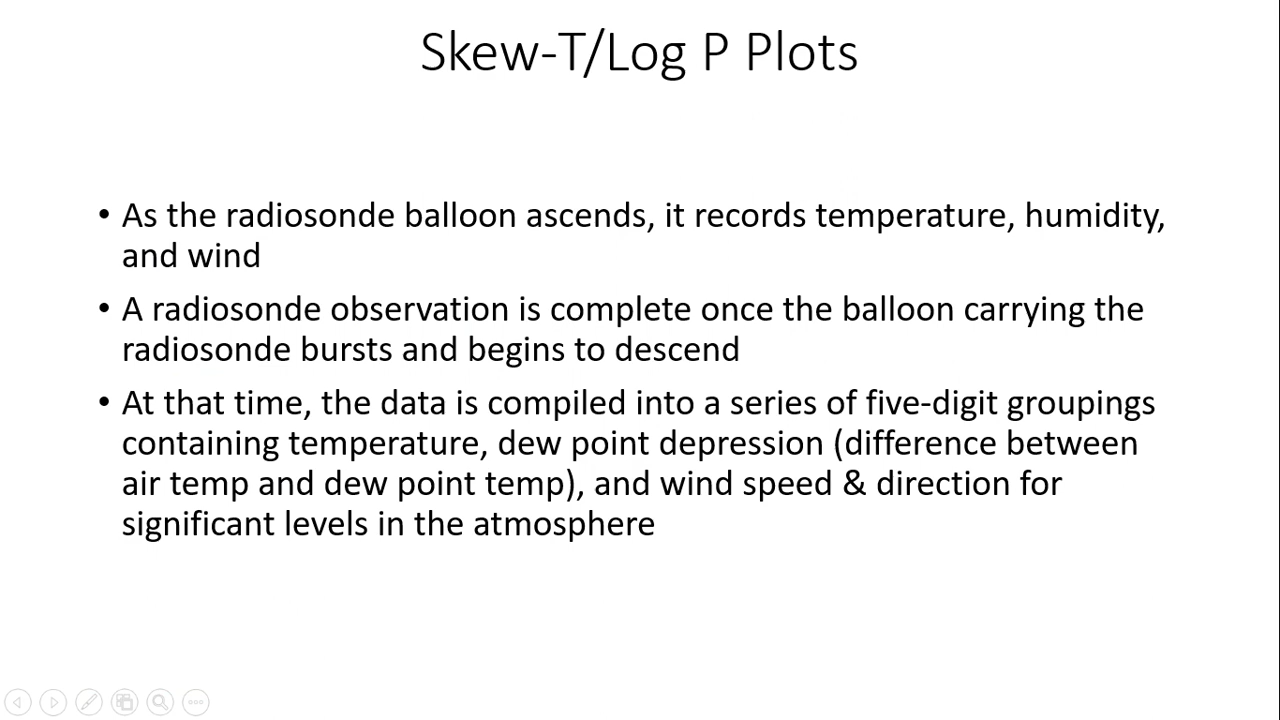 Skew-T/Log P Plots
• As the radiosonde balloon ascends, it records temperature, humidity,
and wind
• A radiosonde observation is complete once the balloon carrying the
radiosonde bursts and begins to descend
• At that time, the data is compiled into a series of five-digit groupings
containing temperature, dew point depression (difference between
air temp and dew point temp), and wind speed & direction for
significant levels in the atmosphere